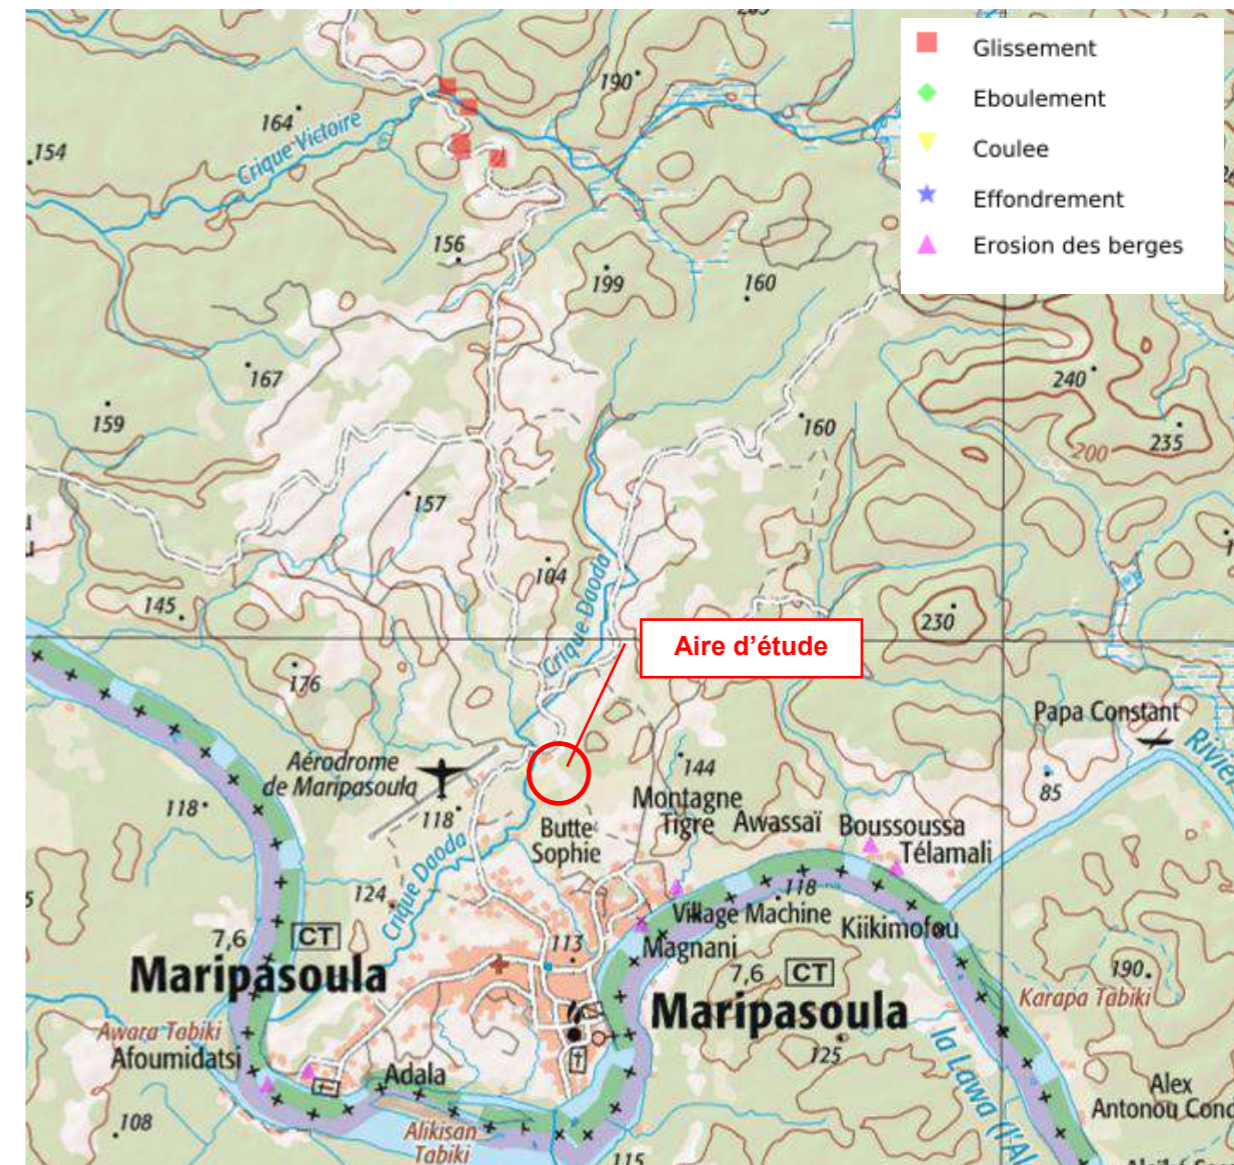 Glissement
Eboulement
Coulee
Effondrement
Erosion des berges
190
164
Crique Victoire
154
156
199
160
167
240
159
160
200
235
157
104
Crique Daoda
145
230
Aire d'étude
176
Papa Constant
Aérodrome
de Maripasoula
144
85
118
118
Montagne
Tigre
Awassaï
Boussoussa
Télamali
Butte
Sophie
Crique Daoda
124
118
Village Machine
Kiikimofou
Magnani
7,6
CT
113
7,6
CT
190
Maripasoula
Maripasoula
Karapa Tabiki
Awara Tabiki
Afoumidatsi
125
Adala
la Lawa
Alex
Antonou
108
Alikisan
Tabiki
115